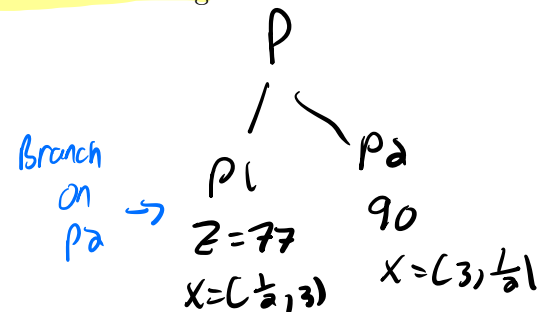 P
Branch
on
P2 →
P1
Z=77
X=(½,3)
P2
90
X=(3,½)